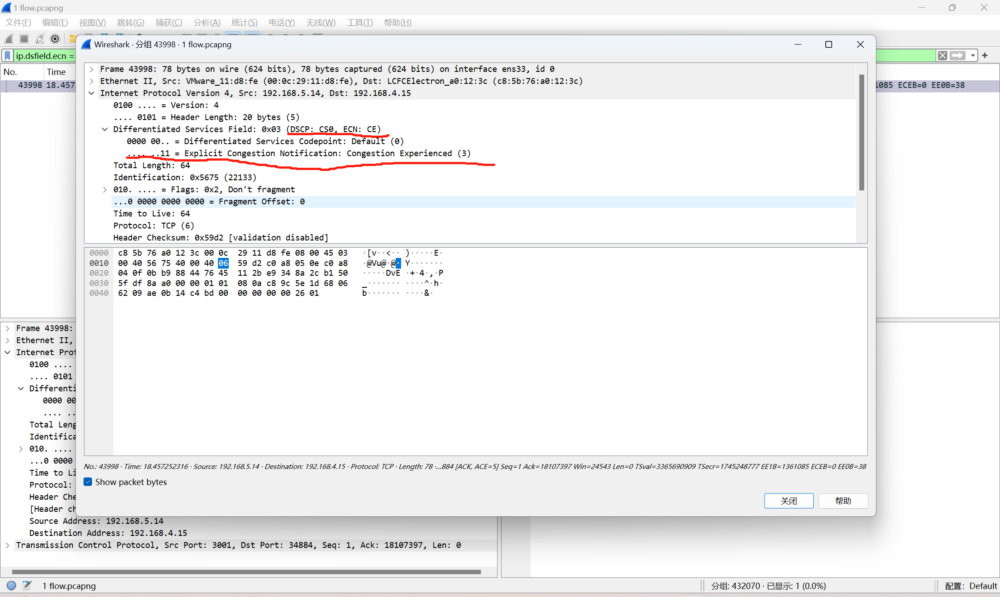 1 flow.pcapng
文件(F) 编辑(E) 视图(V) 跳转(G) 捕获(C) 分析(A) 统计(S) 电话(Y) 无线(W) 工具(T) 帮助(H)
ip.dsfield.ecn =
No. Time
43998 18.457
1085 ECEB=0 EE0B=38
Wireshark · 分组 43998 · 1 flow.pcapng
Frame 43998: 78 bytes on wire (624 bits), 78 bytes captured (624 bits) on interface ens33, id 0
Ethernet II, Src: VMware_11:d8:fe (00:0c:29:11:d8:fe), Dst: LCFCElectron_a0:12:3c (c8:5b:76:a0:12:3c)
Internet Protocol Version 4, Src: 192.168.5.14, Dst: 192.168.4.15
0100 .... = Version: 4
.... 0101 = Header Length: 20 bytes (5)
Differentiated Services Field: 0x03 (DSCP: CS0, ECN: CE)
0000 00.. = Differentiated Services Codepoint: Default (0)
.... ..11 = Explicit Congestion Notification: Congestion Experienced (3)
Total Length: 64
Identification: 0x5675 (22133)
010. .... = Flags: 0x2, Don't fragment
...0 0000 0000 0000 = Fragment Offset: 0
Time to Live: 64
Protocol: TCP (6)
Header Checksum: 0x59d2 [validation disabled]
0000 c8 5b 76 a0 12 3c 00 0c 29 11 d8 fe 08 00 45 03 ·[v··<·· )·····E·
0010 00 40 56 75 40 00 40 06 59 d2 c0 a8 05 0e c0 a8 ·@Vu@·@· Y·······
0020 04 0f 0b b9 88 44 76 45 11 2b e9 34 8a 2c b1 50 ·····DvE ·+·4·,·P
0030 5f df 8a a0 00 00 01 01 08 0a c8 9c 5e 1d 68 06 _······· ····^·h·
0040 62 09 ae 0b 14 c4 bd 00 00 00 00 00 26 01 b······· ····&·
No.: 43998 · Time: 18.457252316 · Source: 192.168.5.14 · Destination: 192.168.4.15 · Protocol: TCP · Length: 78 ·...884 [ACK, ACE=5] Seq=1 Ack=18107397 Win=24543 Len=0 TSval=3365690909 TSecr=1745248777 EE1B=1361085 ECEB=0 EE0B=38
Show packet bytes
关闭 帮助
Frame 43998:
Ethernet II,
Internet Prot
0100 ....
.... 0101
Differenti
0000 00
.... ..
Total Leng
Identifica
010. ....
...0 0000
Time to Li
Protocol:
Header Che
[Header ch
Source Address: 192.168.5.14
Destination Address: 192.168.4.15
Transmission Control Protocol, Src Port: 3001, Dst Port: 34884, Seq: 1, Ack: 18107397, Len: 0
1 flow.pcapng
分组: 432070 · 已显示: 1 (0.0%)
配置: Default